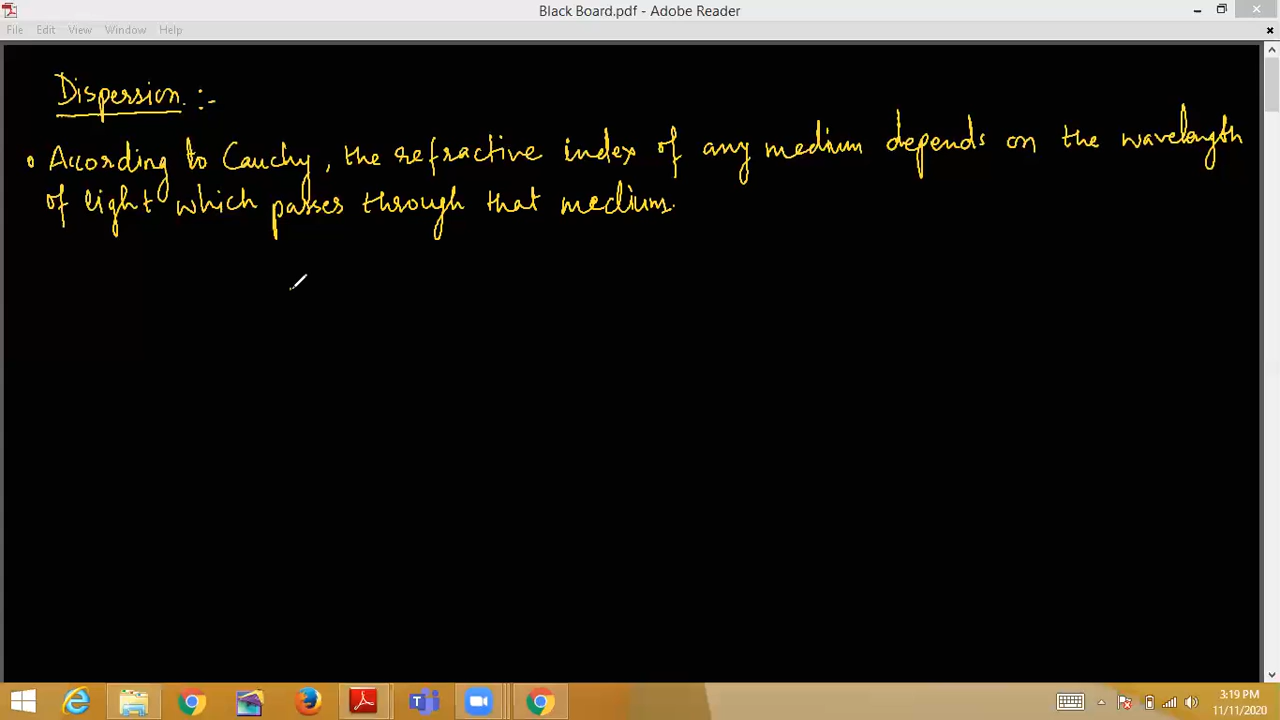 Black Board.pdf - Adobe Reader
File Edit View Window Help
Dispersion :-
• According to Cauchy, the refractive index of any medium depends on the wavelength
of light which passes through that medium.
3:19 PM
11/11/2020